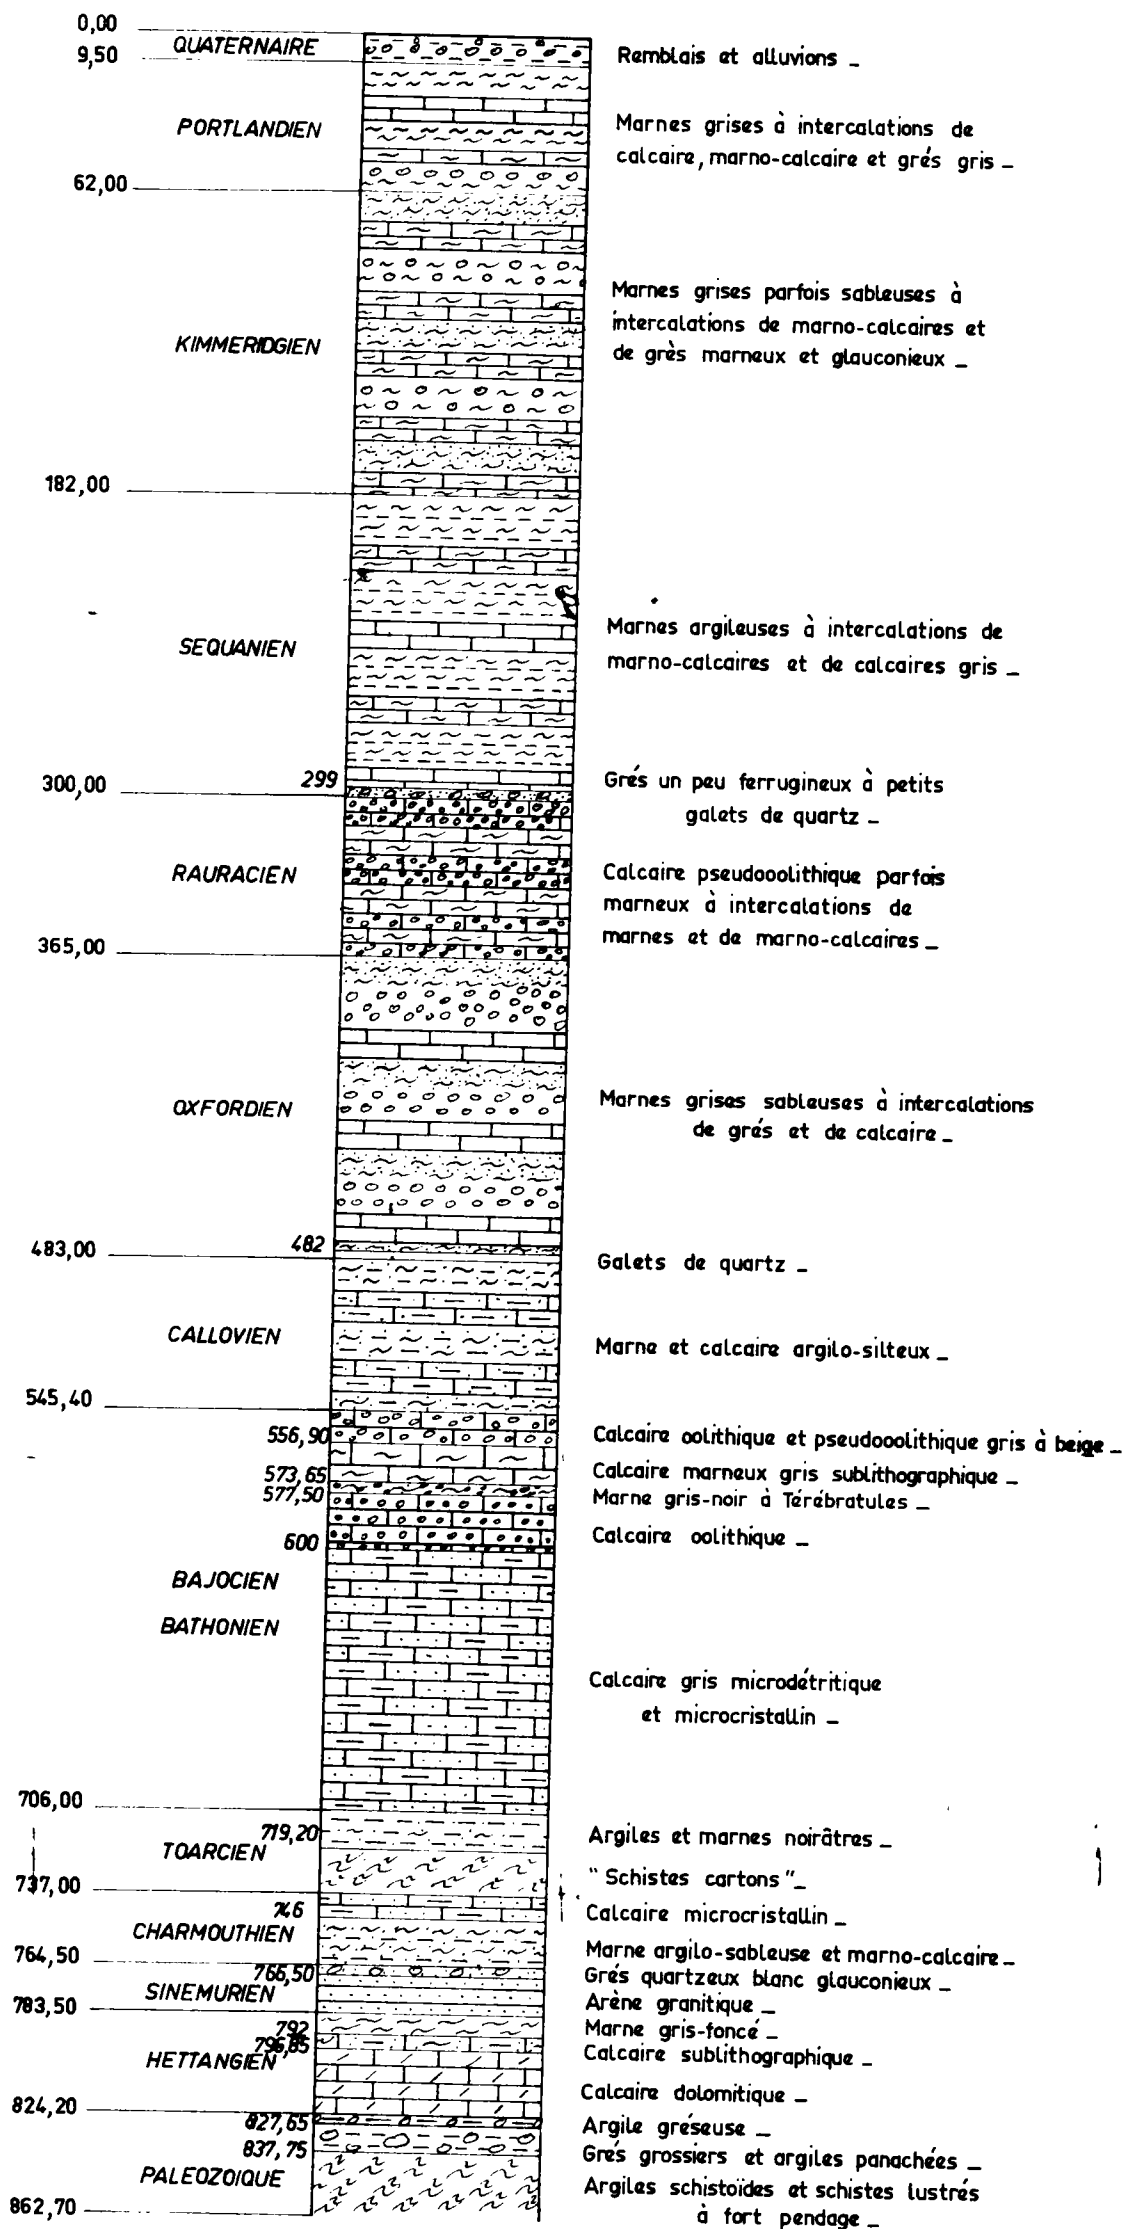 0,00
QUATERNAIRE
9,50
Remblais et alluvions _
PORTLANDIEN
Marnes grises à intercalations de
calcaire, marno-calcaire et grés gris _
62,00
KIMMERIDGIEN
Marnes grises parfois sableuses à
intercalations de marno-calcaires et
de grès marneux et glauconieux _
182,00
SEQUANIEN
Marnes argileuses à intercalations de
marno-calcaires et de calcaires gris _
299
300,00
Grés un peu ferrugineux à petits
galets de quartz _
RAURACIEN
Calcaire pseudooolithique parfois
marneux à intercalations de
marnes et de marno-calcaires _
365,00
OXFORDIEN
Marnes grises sableuses à intercalations
de grés et de calcaire _
482
483,00
Galets de quartz _
CALLOVIEN
Marne et calcaire argilo-silteux _
545,40
556,90
Calcaire oolithique et pseudooolithique gris à beige _
573,65
Calcaire marneux gris sublithographique _
577,50
Marne gris-noir à Térébratules _
600
Calcaire oolithique _
BAJOCIEN
BATHONIEN
Calcaire gris microdétritique
et microcristallin _
706,00
719,20
Argiles et marnes noirâtres _
TOARCIEN
"Schistes cartons" _
737,00
746
Calcaire microcristallin _
CHARMOUTHIEN
Marne argilo-sableuse et marno-calcaire _
764,50
766,50
Grés quartzeux blanc glauconieux _
SINEMURIEN
Arène granitique _
783,50
792
Marne gris-foncé _
796,85
HETTANGIEN
Calcaire sublithographique _
Calcaire dolomitique _
824,20
827,65
Argile gréseuse _
837,75
Grés grossiers et argiles panachées _
PALEOZOIQUE
Argiles schistoïdes et schistes lustrés
à fort pendage _
862,70